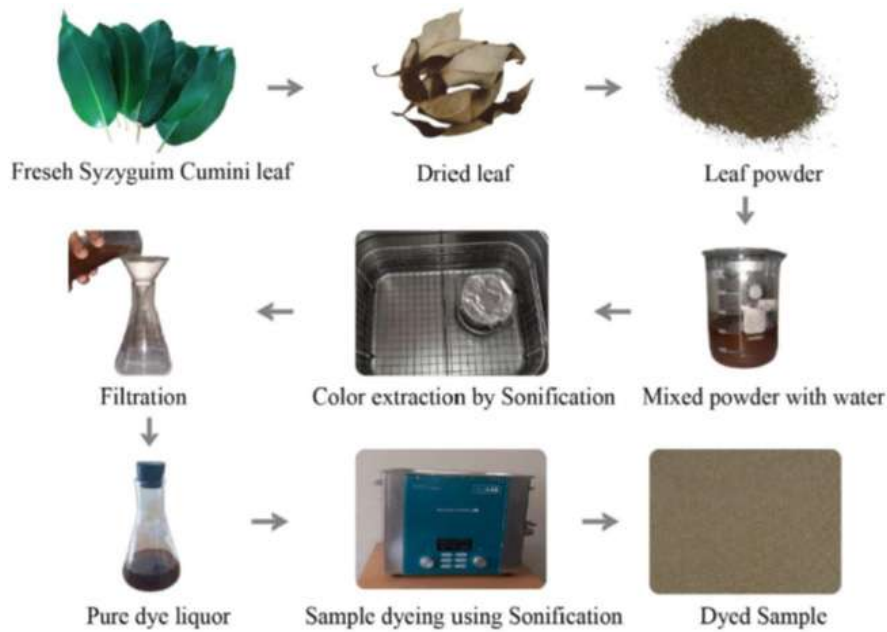 Freseh Syzyguim Cumini leaf
Dried leaf
Leaf powder
Mixed powder with water
Color extraction by Sonification
Filtration
Pure dye liquor
Sample dyeing using Sonification
Dyed Sample